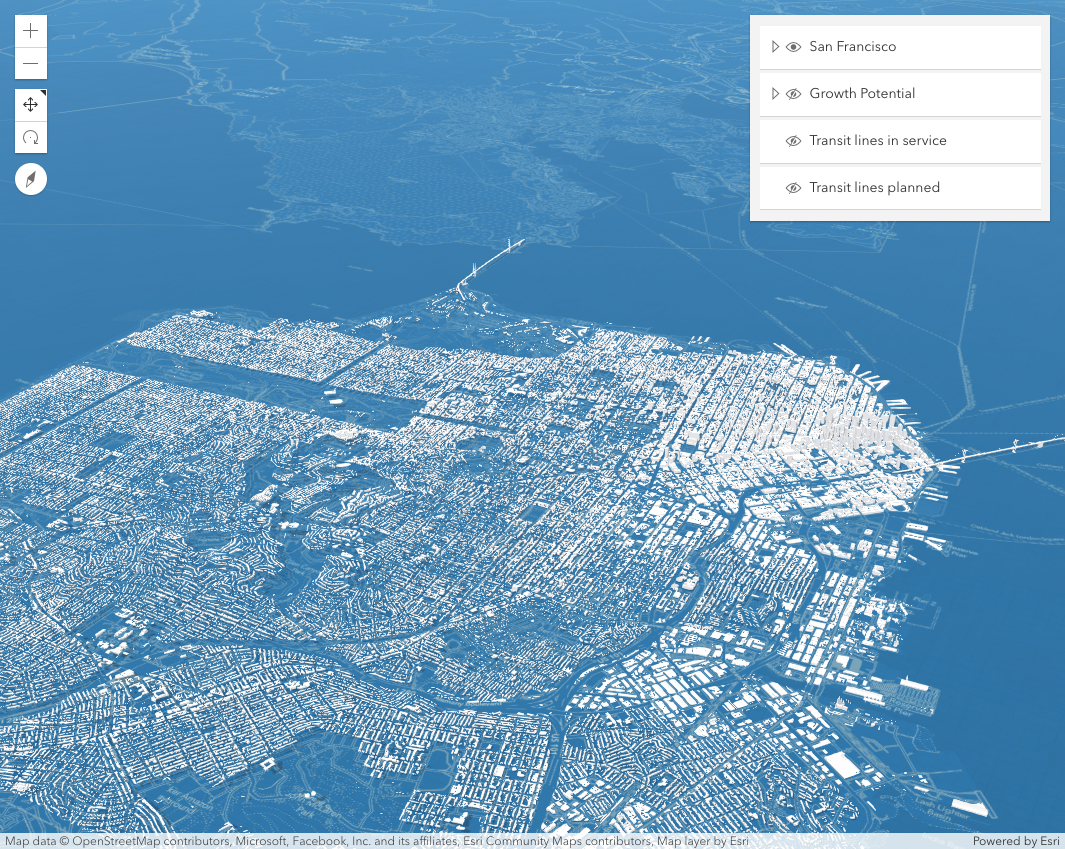 San Francisco
Growth Potential
Transit lines in service
Transit lines planned
Map data © OpenStreetMap contributors, Microsoft, Facebook, Inc. and its affiliates, Esri Community Maps contributors, Map layer by Esri
Powered by Esri